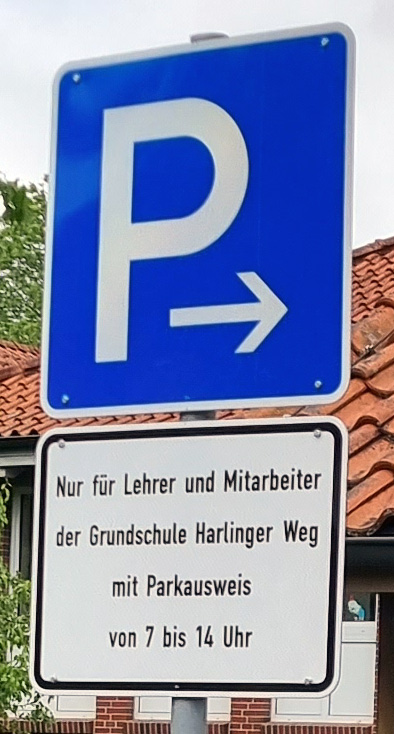 P
Nur für Lehrer und Mitarbeiter
der Grundschule Harlinger Weg
mit Parkausweis
von 7 bis 14 Uhr